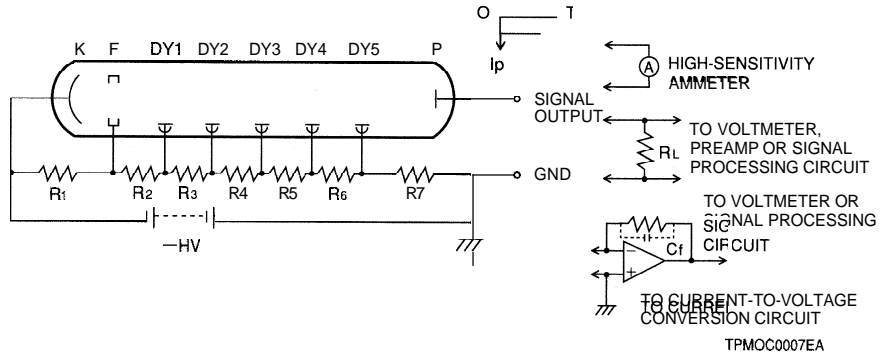 K F DY1 DY2 DY3 DY4 DY5 P
O T
Ip
A
HIGH-SENSITIVITY
AMMETER
SIGNAL
OUTPUT
TO VOLTMETER,
PREAMP OR SIGNAL
PROCESSING CIRCUIT
RL
GND
R1 R2 R3 R4 R5 R6 R7
−HV
TO VOLTMETER OR
SIGNAL PROCESSING
CIRCUIT
Cf
−
+
TO CURRENT-TO-VOLTAGE
CONVERSION CIRCUIT
TPMOC0007EA